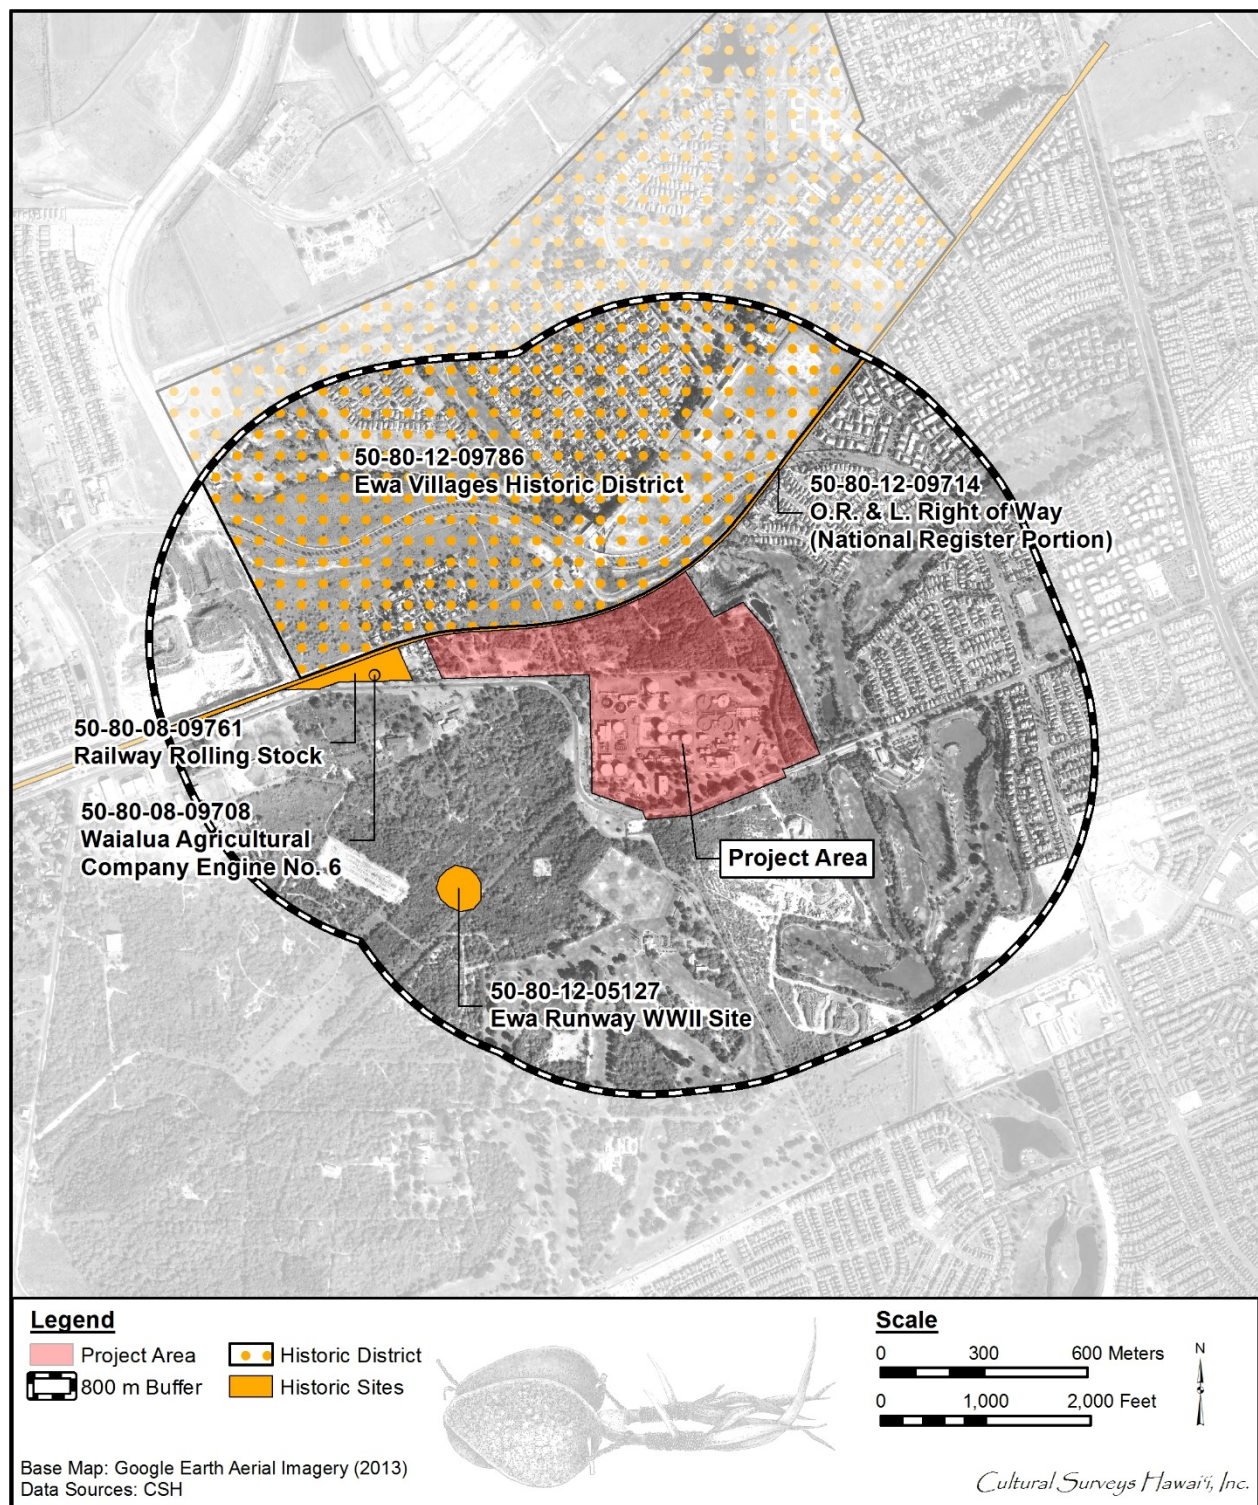 50-80-12-09786
Ewa Villages Historic District
50-80-12-09714
O.R. & L. Right of Way
(National Register Portion)
50-80-08-09761
Railway Rolling Stock
50-80-08-09708
Waialua Agricultural
Company Engine No. 6
Project Area
50-80-12-05127
Ewa Runway WWII Site
Legend
Project Area
Historic District
800 m Buffer
Historic Sites
Scale
0 300 600 Meters
0 1,000 2,000 Feet
N
Base Map: Google Earth Aerial Imagery (2013)
Data Sources: CSH
Cultural Surveys Hawaiʻi, Inc.